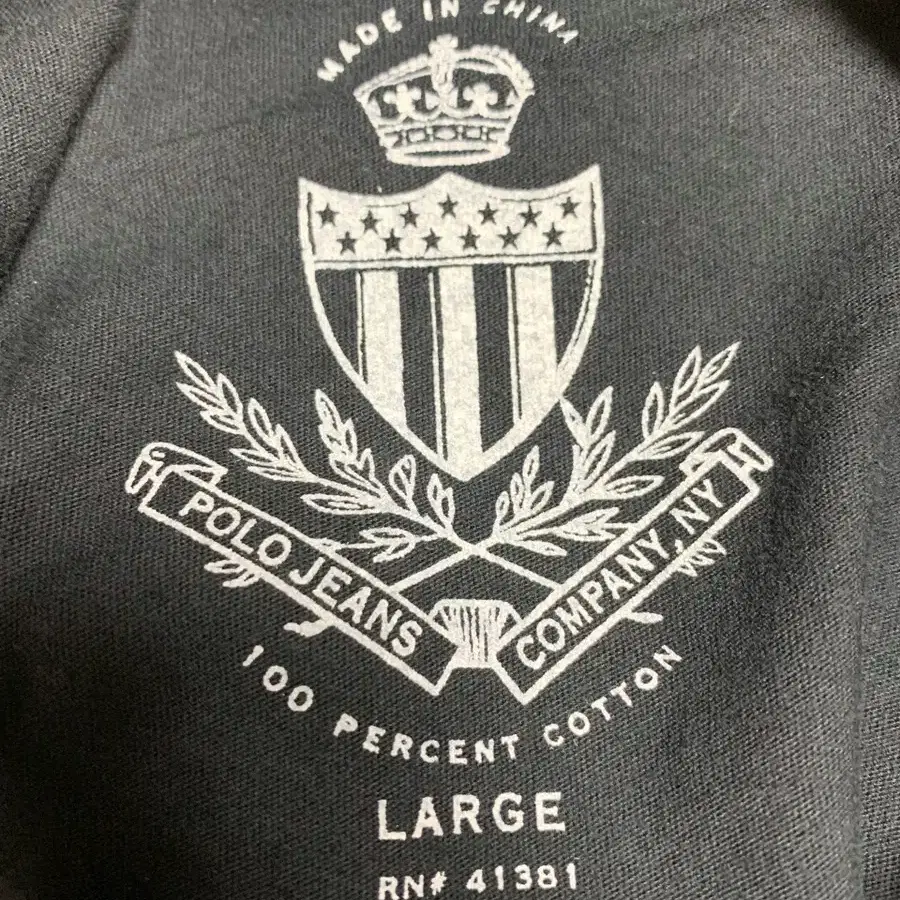 MADE IN CHINA
POLO JEANS
COMPANY, NY
100 PERCENT COTTON
LARGE
RN# 41381